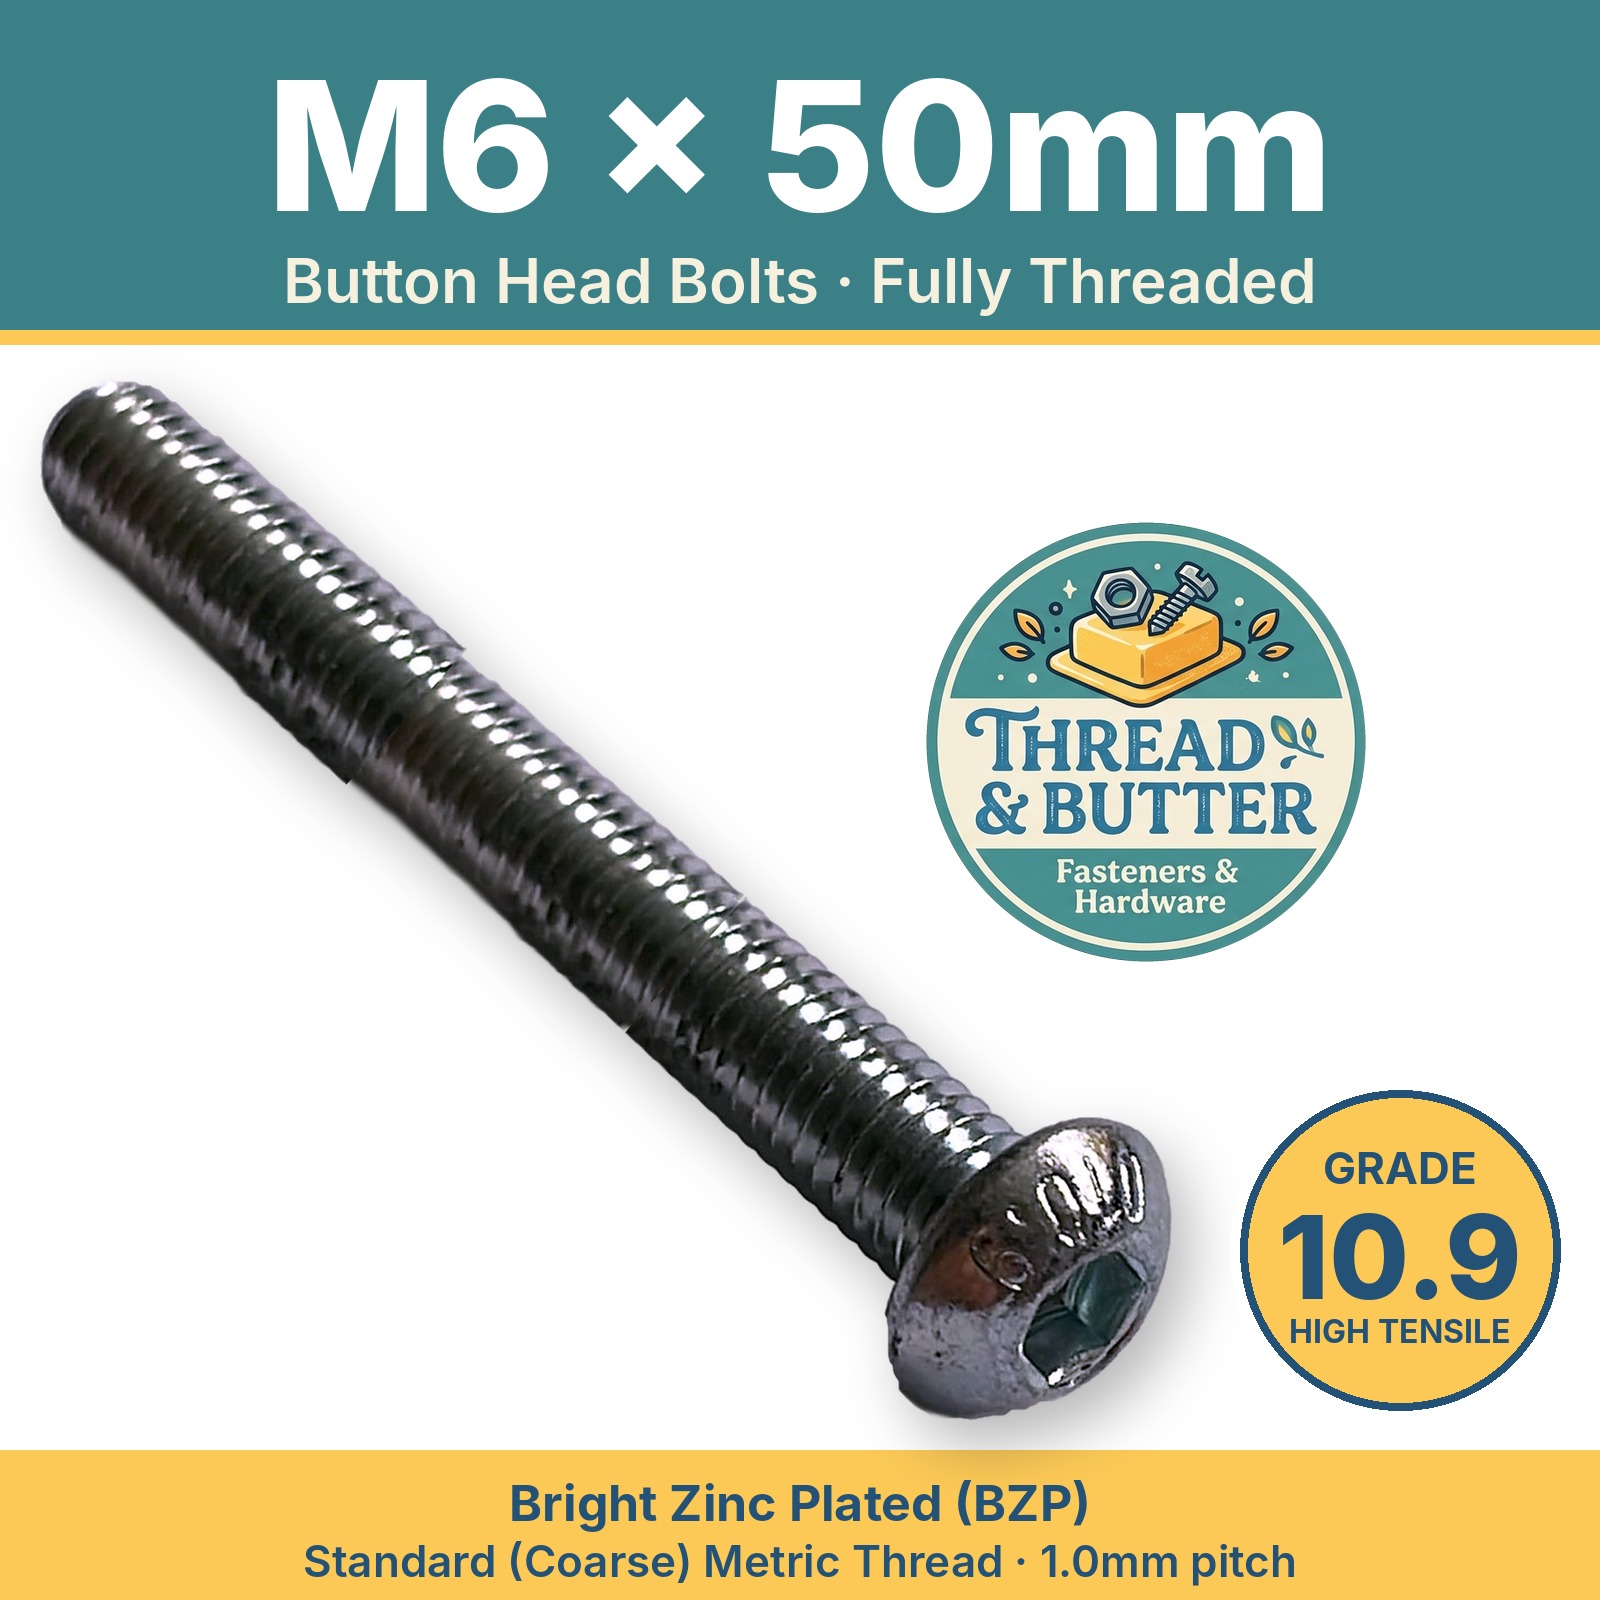 M6 × 50mm
Button Head Bolts · Fully Threaded
THREAD
& BUTTER
Fasteners &
Hardware
GRADE
10.9
HIGH TENSILE
Bright Zinc Plated (BZP)
Standard (Coarse) Metric Thread · 1.0mm pitch